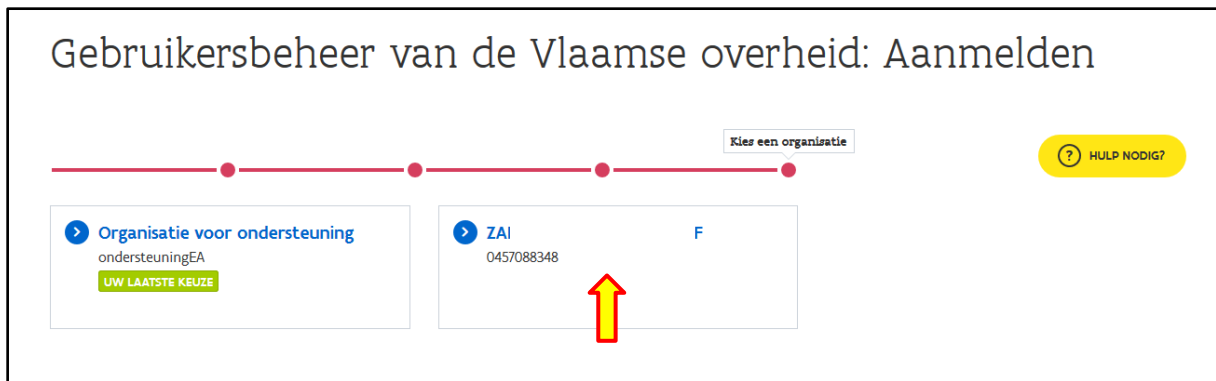 Gebruikersbeheer van de Vlaamse overheid: Aanmelden
Kies een organisatie
? HULP NODIG?
Organisatie voor ondersteuning
ondersteuningEA
UW LAATSTE KEUZE
ZAI F
0457088348